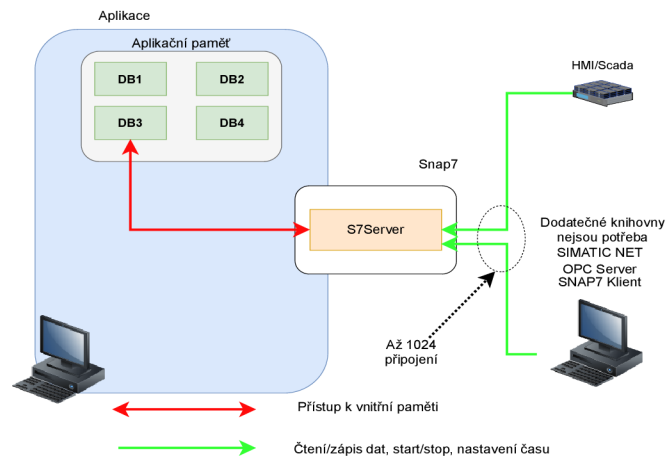 Aplikace
Aplikační paměť
DB1
DB2
DB3
DB4
HMI/Scada
Snap7
S7Server
Dodatečné knihovny
nejsou potřeba
SIMATIC NET
OPC Server
SNAP7 Klient
Až 1024
připojení
Přístup k vnitřní paměti
Čtení/zápis dat, start/stop, nastavení času